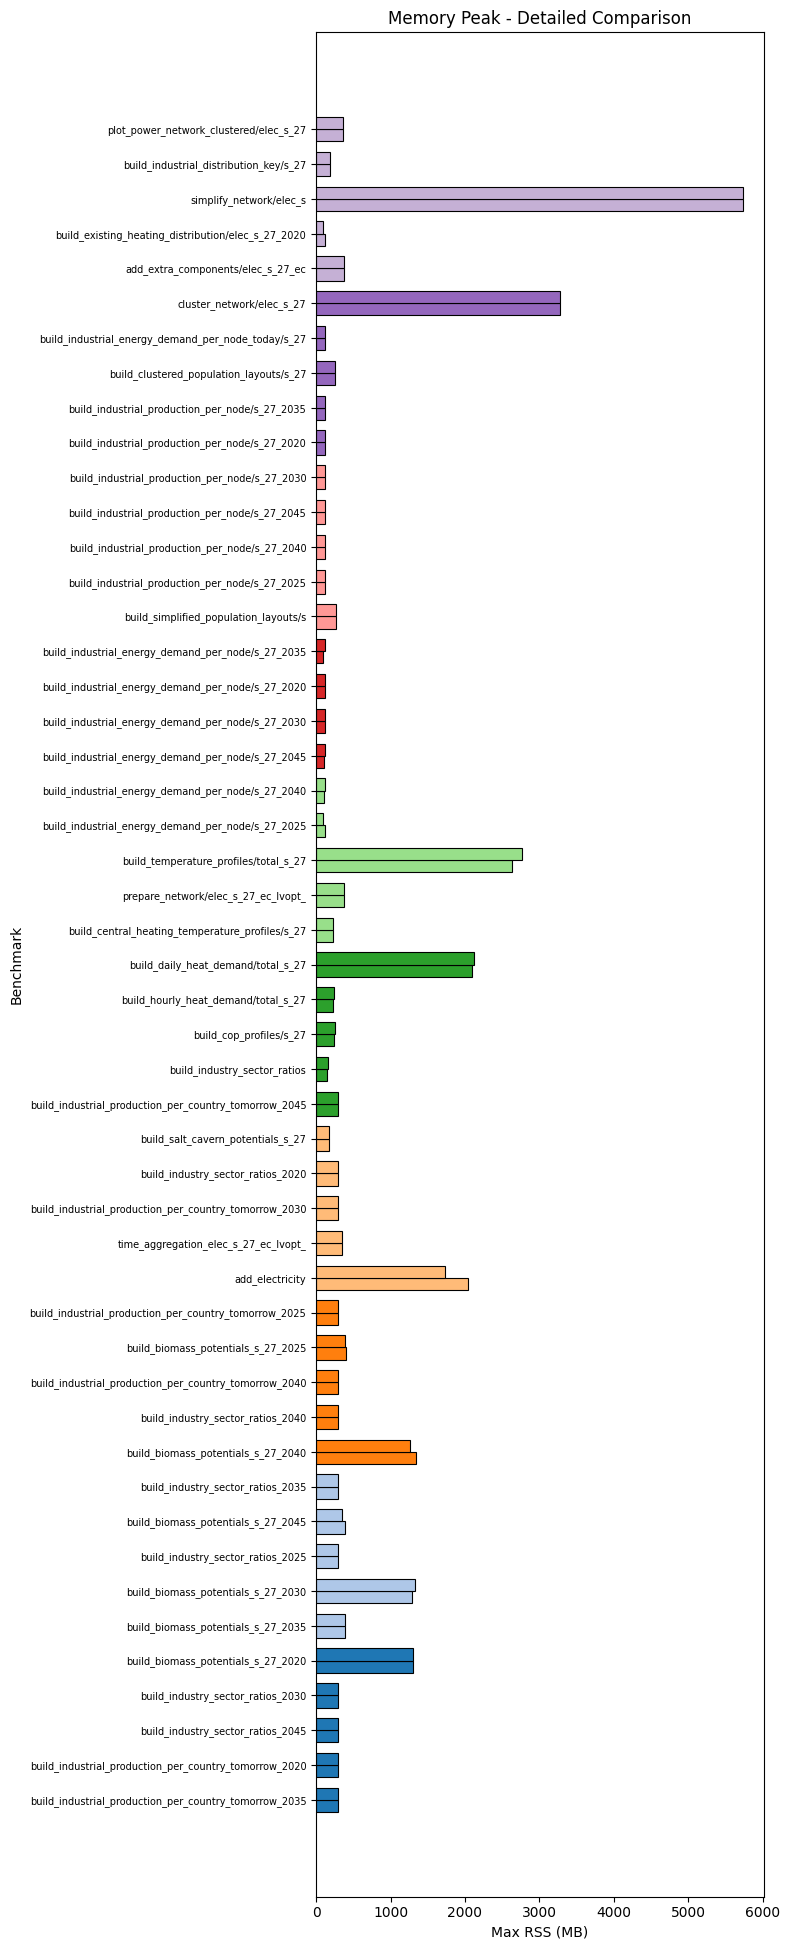 Memory Peak - Detailed Comparison
plot_power_network_clustered/elec_s_27
build_industrial_distribution_key/s_27
simplify_network/elec_s
build_existing_heating_distribution/elec_s_27_2020
add_extra_components/elec_s_27_ec
cluster_network/elec_s_27
build_industrial_energy_demand_per_node_today/s_27
build_clustered_population_layouts/s_27
build_industrial_production_per_node/s_27_2035
build_industrial_production_per_node/s_27_2020
build_industrial_production_per_node/s_27_2030
build_industrial_production_per_node/s_27_2045
build_industrial_production_per_node/s_27_2040
build_industrial_production_per_node/s_27_2025
build_simplified_population_layouts/s
build_industrial_energy_demand_per_node/s_27_2035
build_industrial_energy_demand_per_node/s_27_2020
build_industrial_energy_demand_per_node/s_27_2030
build_industrial_energy_demand_per_node/s_27_2045
build_industrial_energy_demand_per_node/s_27_2040
build_industrial_energy_demand_per_node/s_27_2025
build_temperature_profiles/total_s_27
prepare_network/elec_s_27_ec_lvopt_
build_central_heating_temperature_profiles/s_27
build_daily_heat_demand/total_s_27
build_hourly_heat_demand/total_s_27
build_cop_profiles/s_27
build_industry_sector_ratios
build_industrial_production_per_country_tomorrow_2045
build_salt_cavern_potentials_s_27
build_industry_sector_ratios_2020
build_industrial_production_per_country_tomorrow_2030
time_aggregation_elec_s_27_ec_lvopt_
add_electricity
build_industrial_production_per_country_tomorrow_2025
build_biomass_potentials_s_27_2025
build_industrial_production_per_country_tomorrow_2040
build_industry_sector_ratios_2040
build_biomass_potentials_s_27_2040
build_industry_sector_ratios_2035
build_biomass_potentials_s_27_2045
build_industry_sector_ratios_2025
build_biomass_potentials_s_27_2030
build_biomass_potentials_s_27_2035
build_biomass_potentials_s_27_2020
build_industry_sector_ratios_2030
build_industry_sector_ratios_2045
build_industrial_production_per_country_tomorrow_2020
build_industrial_production_per_country_tomorrow_2035
Benchmark
0 1000 2000 3000 4000 5000 6000
Max RSS (MB)